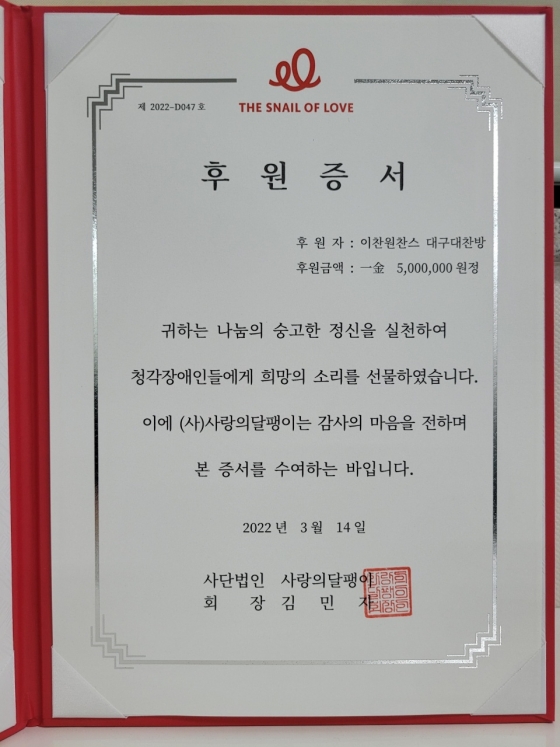 THE SNAIL OF LOVE
제 2022-D047 호
후 원 증 서
후 원 자 : 이찬원찬스 대구대찬방
후원금액 : 一金 5,000,000 원정
귀하는 나눔의 숭고한 정신을 실천하여
청각장애인들에게 희망의 소리를 선물하였습니다.
이에 (사)사랑의달팽이는 감사의 마음을 전하며
본 증서를 수여하는 바입니다.
2022 년 3 월 14 일
사단법인 사랑의달팽이
회 장 김 민 자